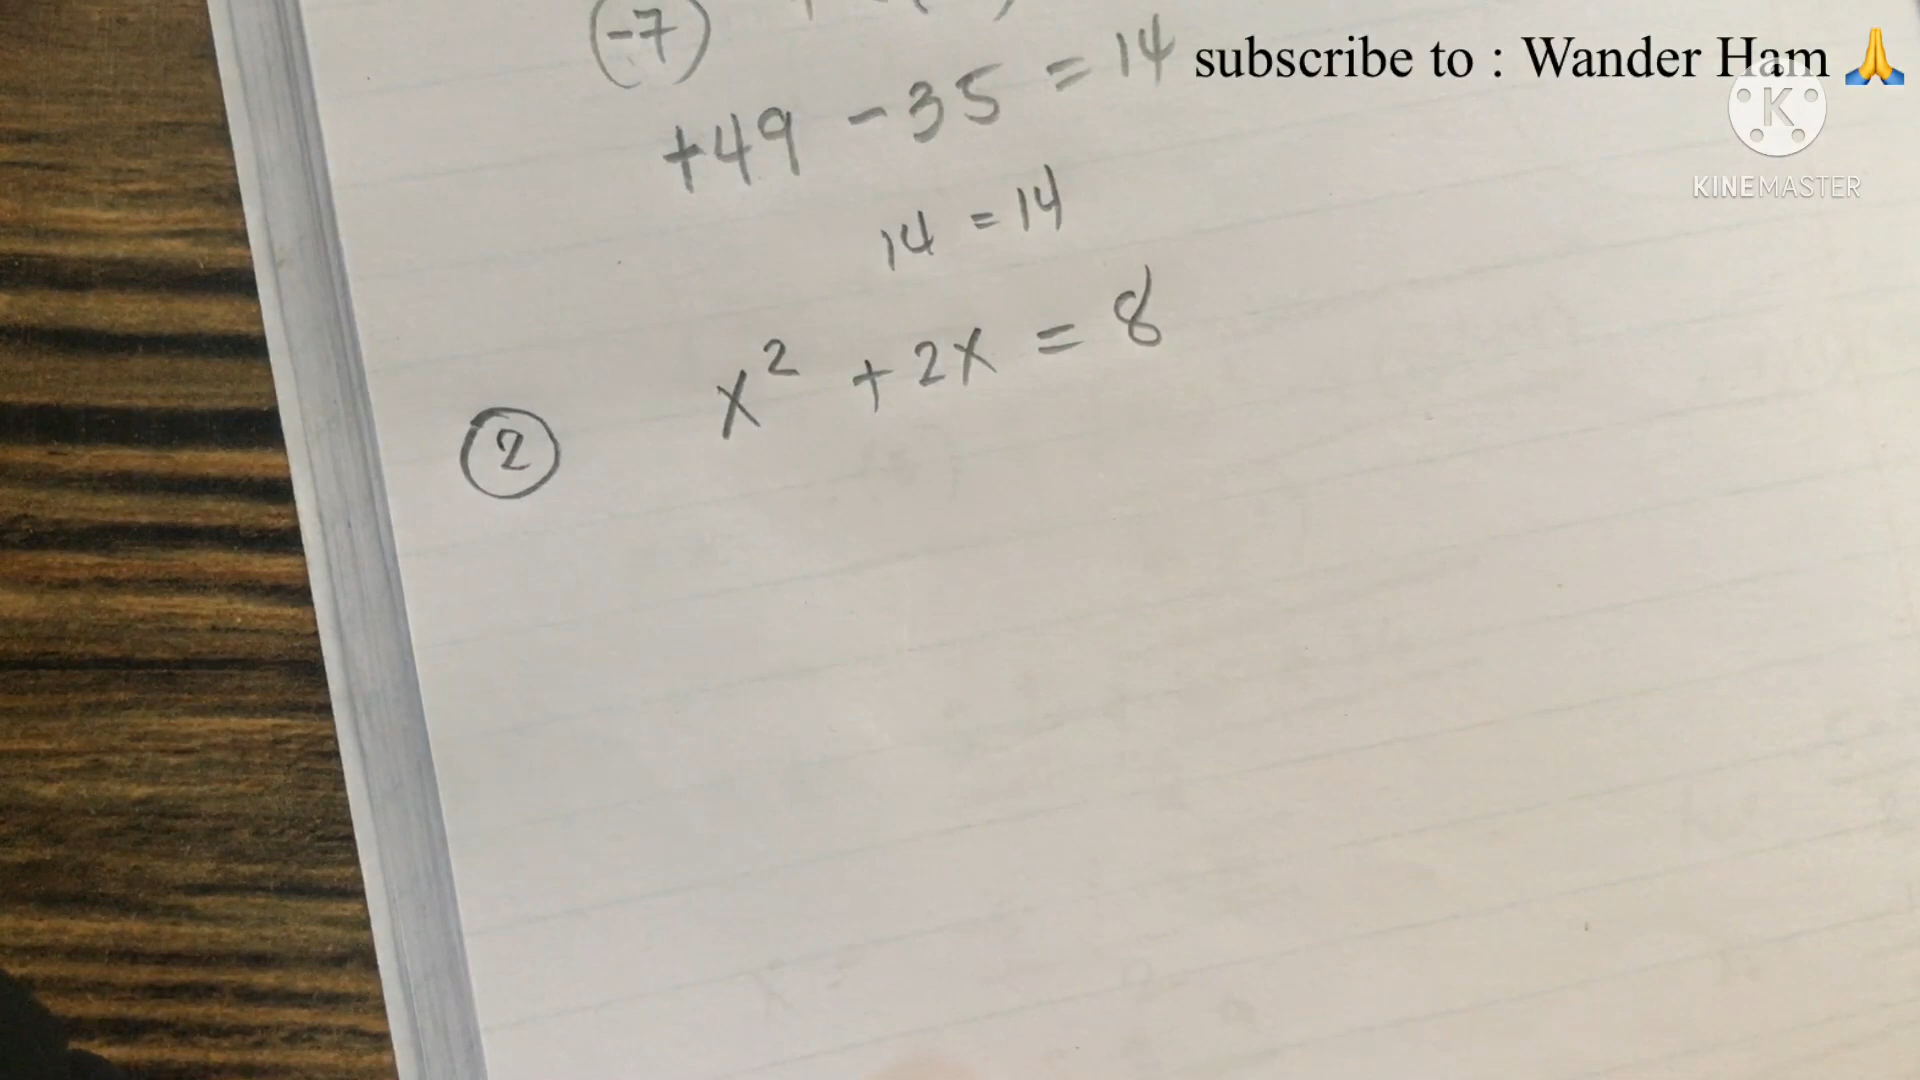 (-7)
subscribe to : Wander Ham 🙏
+49 - 35 = 14
KINEMASTER
14 = 14
x² + 2x = 8
2